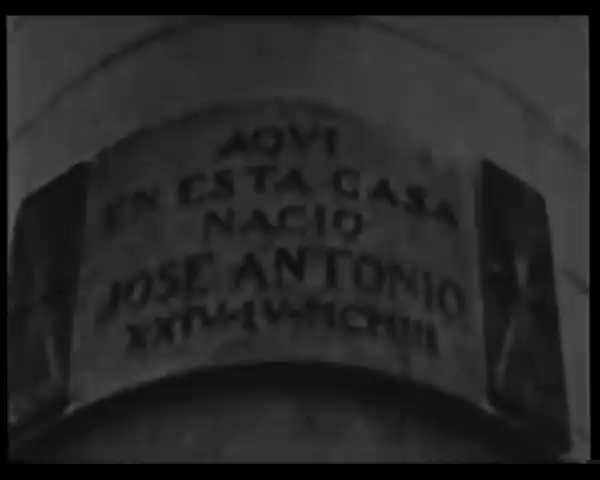 AQVI
EN ESTA CASA
NACIO
JOSE ANTONIO
XXIV-IV-MCMIII